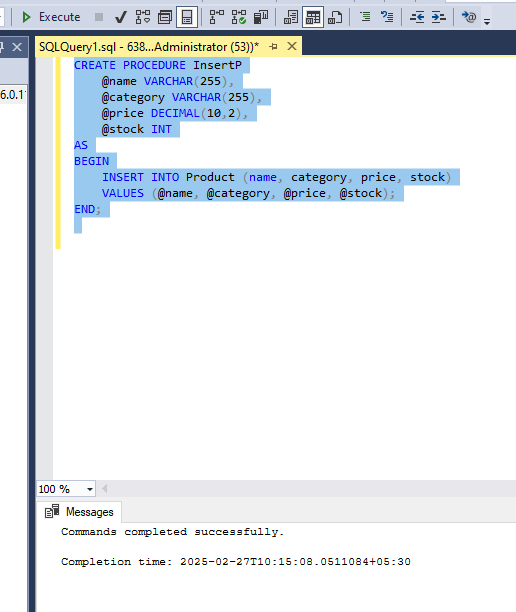 Execute
SQLQuery1.sql - 638...Administrator (53))*
6.0.1
CREATE PROCEDURE InsertP
@name VARCHAR(255),
@category VARCHAR(255),
@price DECIMAL(10,2),
@stock INT
AS
BEGIN
INSERT INTO Product (name, category, price, stock)
VALUES (@name, @category, @price, @stock);
END;
100 %
Messages
Commands completed successfully.
Completion time: 2025-02-27T10:15:08.0511084+05:30